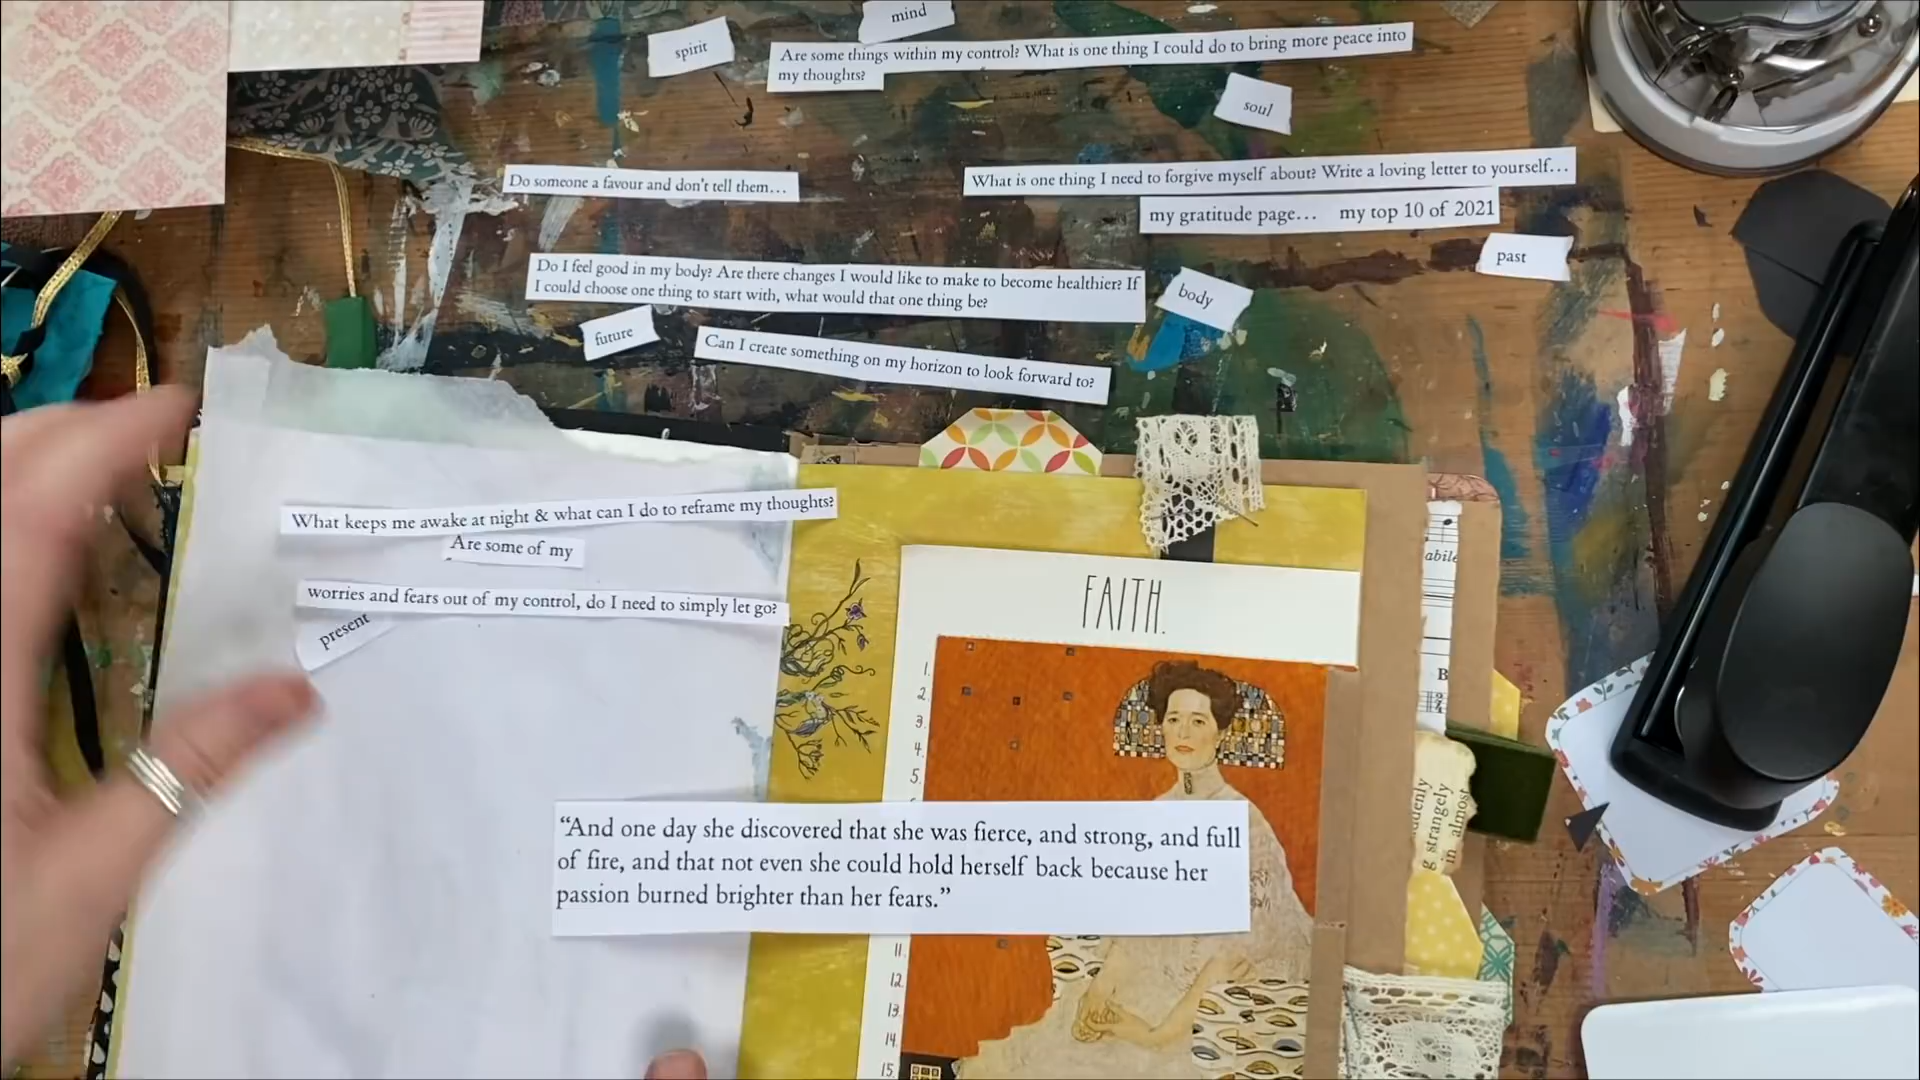 mind
spirit
Are some things within my control? What is one thing I could do to bring more peace into
my thoughts?
soul
Do someone a favour and don't tell them...
What is one thing I need to forgive myself about? Write a loving letter to yourself...
my gratitude page... my top 10 of 2021
past
Do I feel good in my body? Are there changes I would like to make to become healthier? If
I could choose one thing to start with, what would that one thing be?
body
future
Can I create something on my horizon to look forward to?
What keeps me awake at night & what can I do to reframe my thoughts?
Are some of my
worries and fears out of my control, do I need to simply let go?
present
FAITH.
1.
2.
3.
4.
5.
“And one day she discovered that she was fierce, and strong, and full
of fire, and that not even she could hold herself back because her
passion burned brighter than her fears.”
11.
12.
13.
14.
15.
abile
B
g strangely
in almost